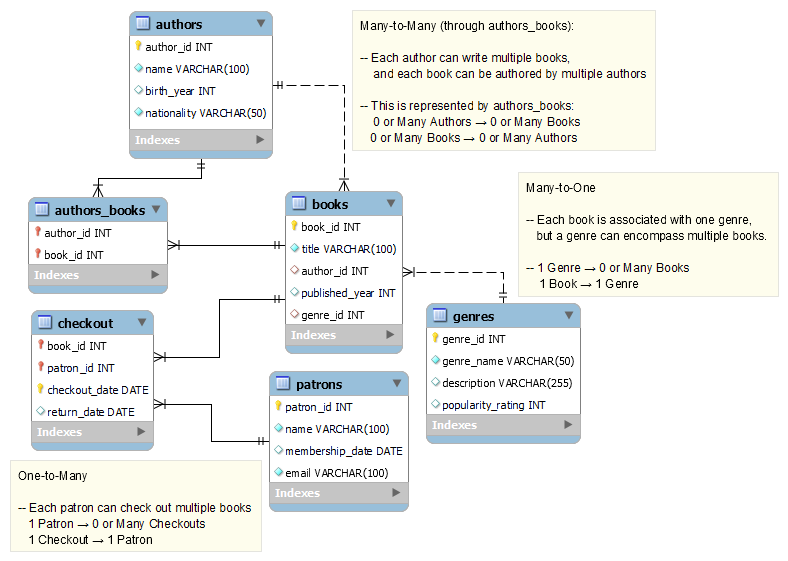 authors
author_id INT
name VARCHAR(100)
birth_year INT
nationality VARCHAR(50)
Indexes
Many-to-Many (through authors_books):
-- Each author can write multiple books,
and each book can be authored by multiple authors
-- This is represented by authors_books:
0 or Many Authors → 0 or Many Books
0 or Many Books → 0 or Many Authors
authors_books
author_id INT
book_id INT
Indexes
books
book_id INT
title VARCHAR(100)
author_id INT
published_year INT
genre_id INT
Indexes
Many-to-One
-- Each book is associated with one genre,
but a genre can encompass multiple books.
-- 1 Genre → 0 or Many Books
1 Book → 1 Genre
checkout
book_id INT
patron_id INT
checkout_date DATE
return_date DATE
Indexes
genres
genre_id INT
genre_name VARCHAR(50)
description VARCHAR(255)
popularity_rating INT
Indexes
patrons
patron_id INT
name VARCHAR(100)
membership_date DATE
email VARCHAR(100)
Indexes
One-to-Many
-- Each patron can check out multiple books
1 Patron → 0 or Many Checkouts
1 Checkout → 1 Patron